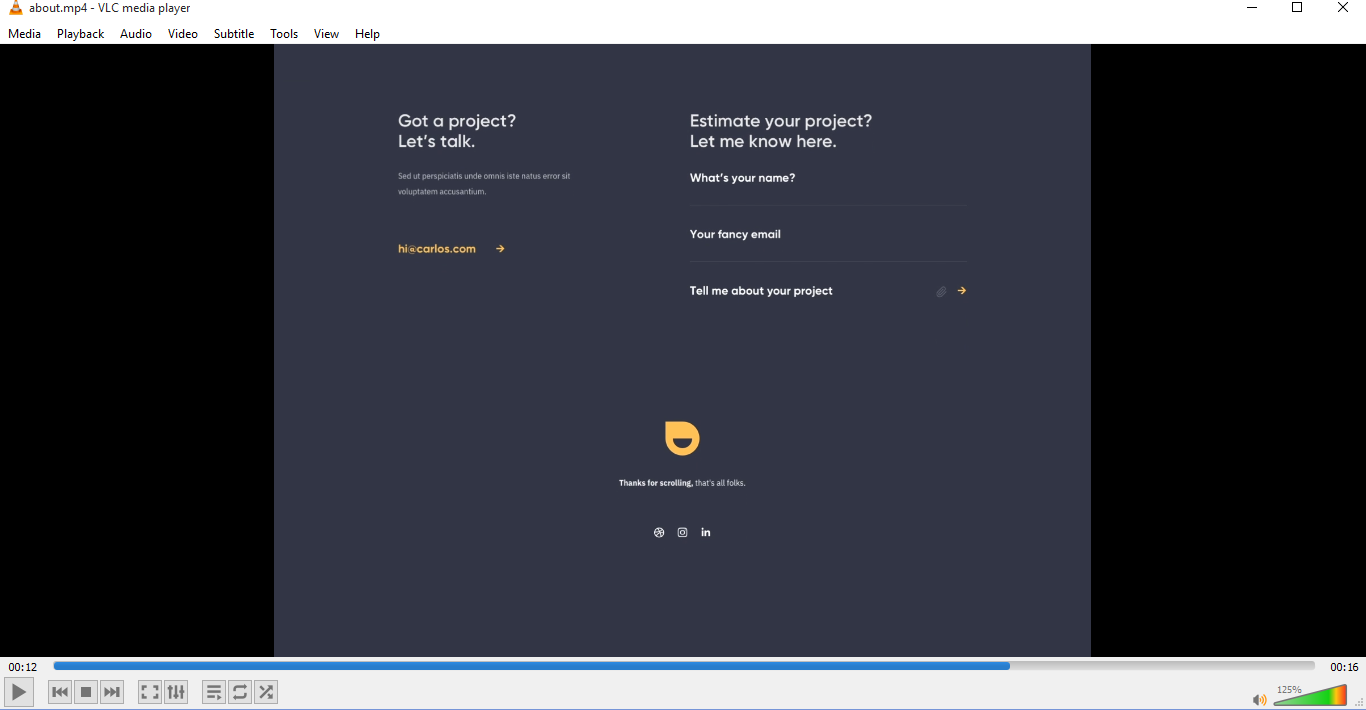 about.mp4 - VLC media player
Media Playback Audio Video Subtitle Tools View Help
Got a project?
Let's talk.
Sed ut perspiciatis unde omnis iste natus error sit
voluptatem accusantium.
hi@carlos.com
Estimate your project?
Let me know here.
What's your name?
Your fancy email
Tell me about your project
Thanks for scrolling, that's all folks.
in
00:12
00:16
125%